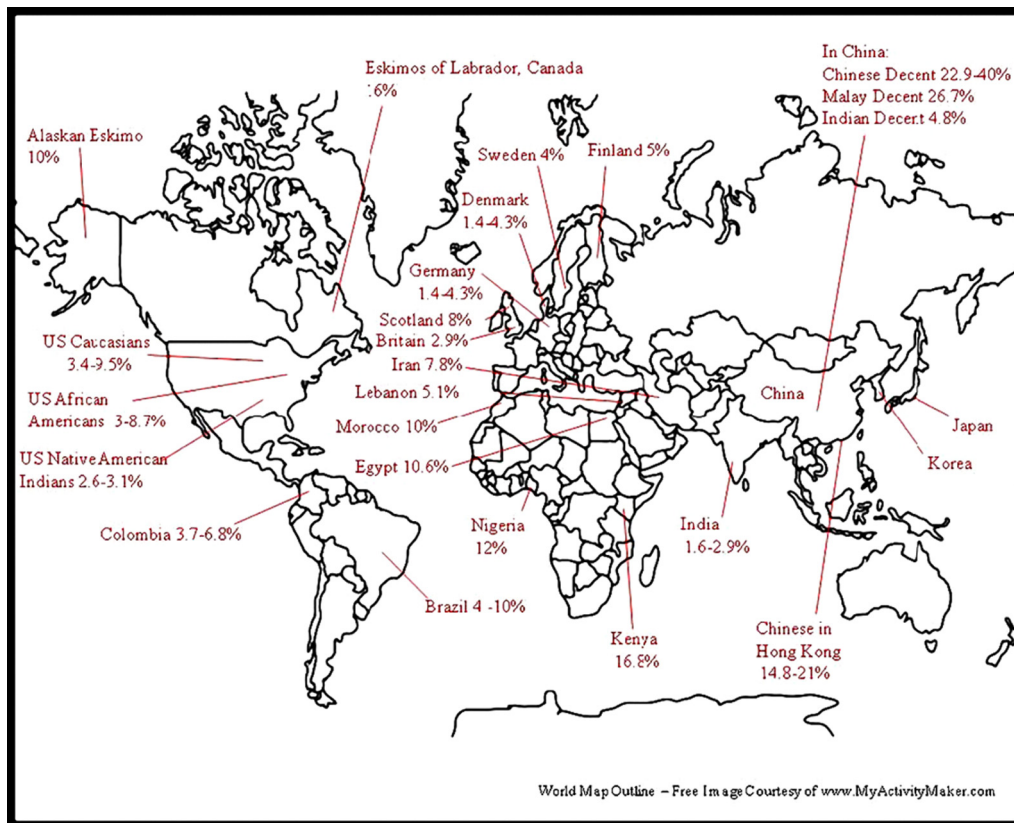 In China:
Chinese Decent 22.9-40%
Malay Decent 26.7%
Indian Decent 4.8%
Eskimos of Labrador, Canada
6%
Alaskan Eskimo
10%
Sweden 4%
Finland 5%
Denmark
1.4-4.3%
Germany
1.4-4.3%
Scotland 8%
Britain 2.9%
Iran 7.8%
Lebanon 5.1%
Morocco 10%
Egypt 10.6%
US Caucasians
3.4-9.5%
US African
Americans 3-8.7%
US Native American
Indians 2.6-3.1%
China
Japan
Korea
Colombia 3.7-6.8%
Nigeria
12%
India
1.6-2.9%
Brazil 4 -10%
Kenya
16.8%
Chinese in
Hong Kong
14.8-21%
World Map Outline – Free Image Courtesy of www.MyActivityMaker.com